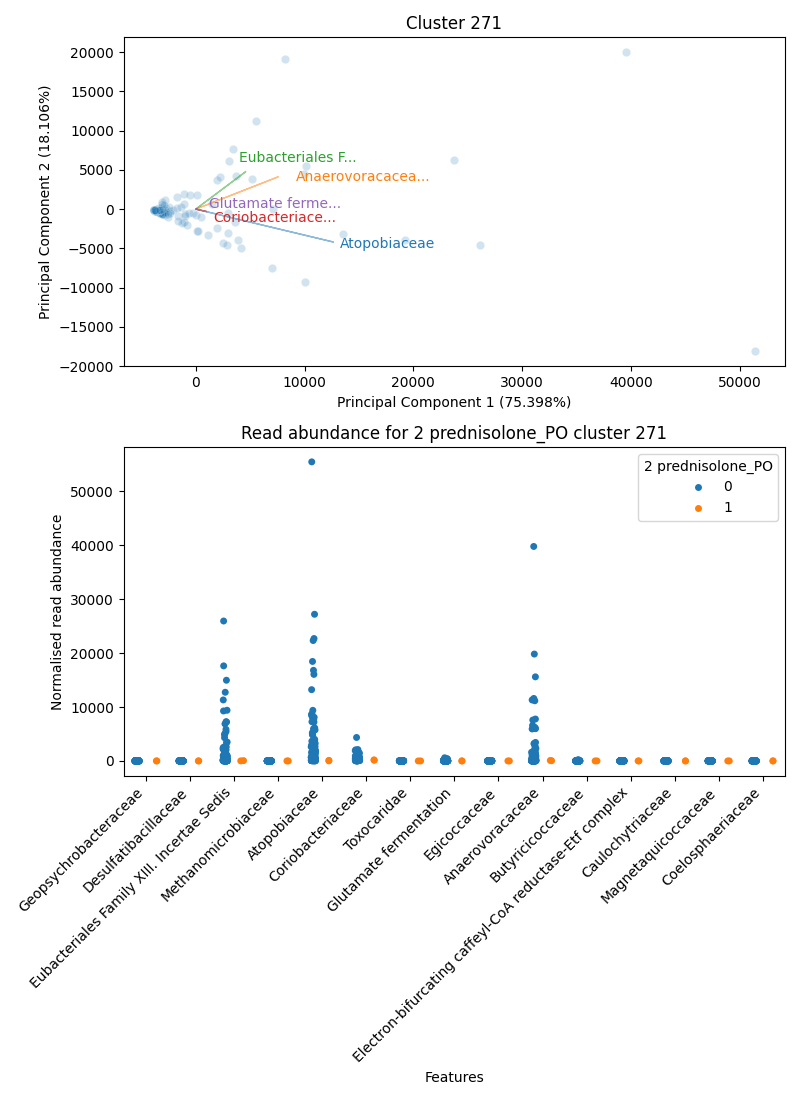 Cluster 271
20000
15000
10000
5000
0
−5000
−10000
−15000
−20000
Principal Component 2 (18.106%)
Eubacteriales F...
Anaerovoracacea...
Glutamate ferme...
Coriobacteriace...
Atopobiaceae
0
10000
20000
30000
40000
50000
Principal Component 1 (75.398%)
Read abundance for 2 prednisolone_PO cluster 271
2 prednisolone_PO
0
1
50000
40000
30000
20000
10000
0
Normalised read abundance
Geopsychrobacteraceae
Desulfatibacillaceae
Eubacteriales Family XIII. Incertae Sedis
Methanomicrobiaceae
Atopobiaceae
Coriobacteriaceae
Toxocaridae
Glutamate fermentation
Egicoccaceae
Anaerovoracaceae
Butyricicoccaceae
Electron-bifurcating caffeyl-CoA reductase-Etf complex
Caulochytriaceae
Magnetaquicoccaceae
Coelosphaeriaceae
Features